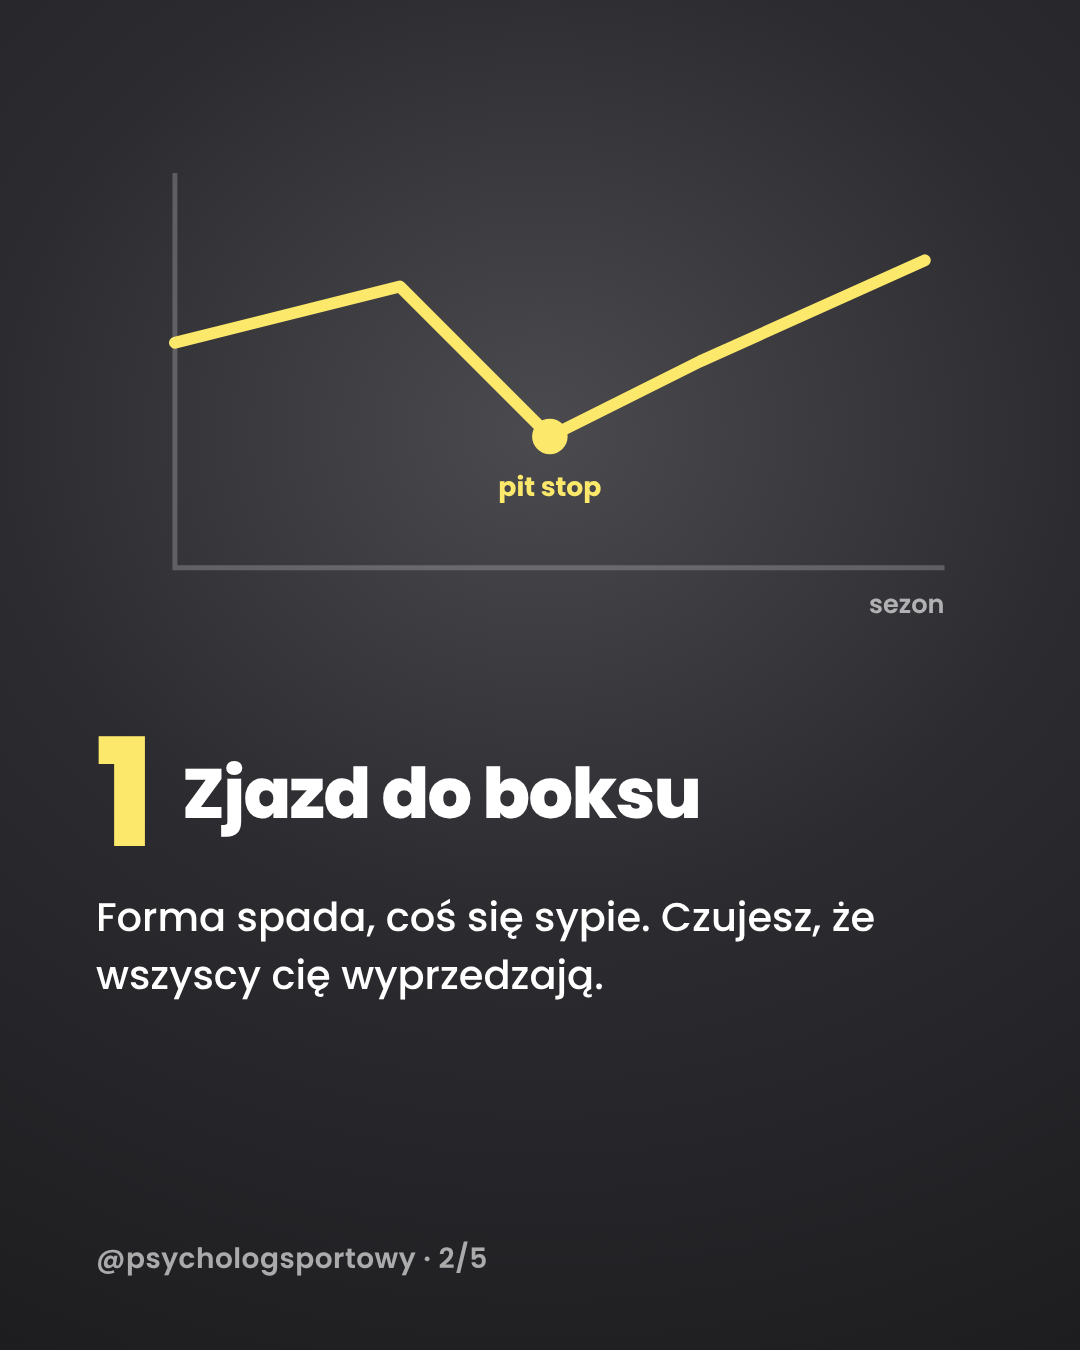 pit stop
sezon
1 Zjazd do boksu
Forma spada, coś się sypie. Czujesz, że
wszyscy cię wyprzedzają.
@psychologsportowy · 2/5